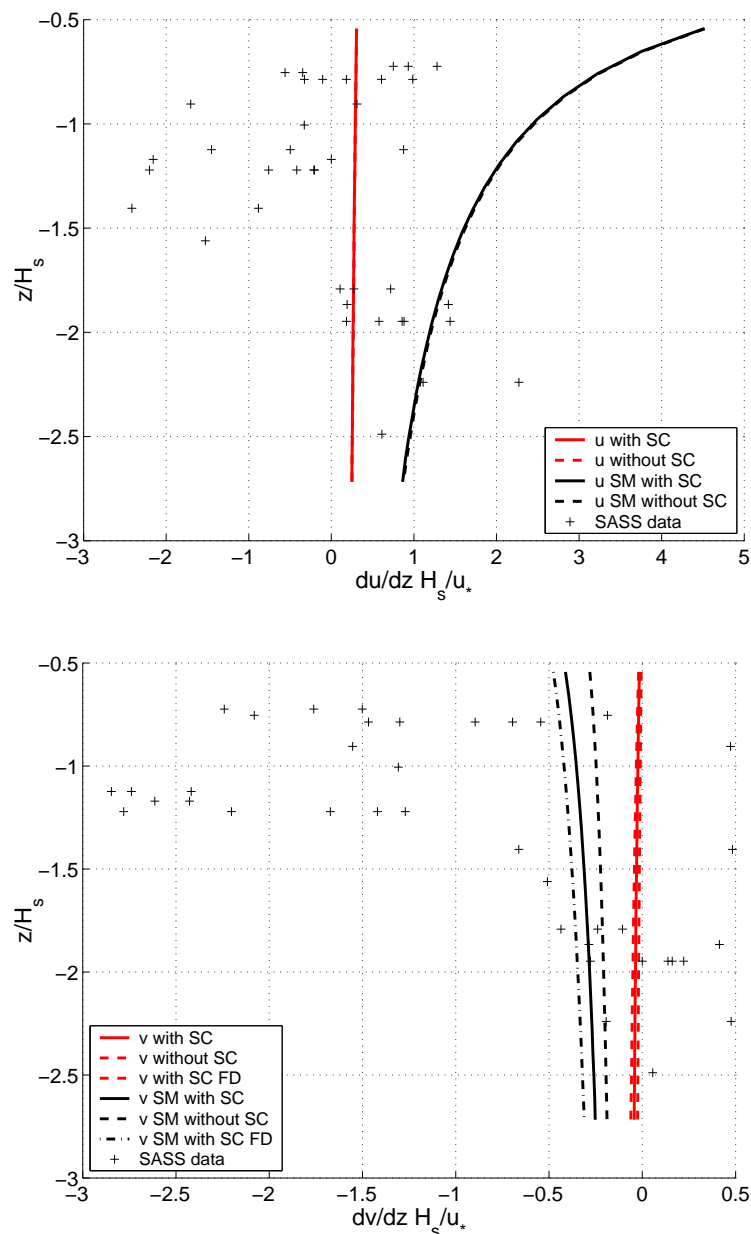 −0.5
−1
−1.5
−2
−2.5
−3
z/H_s
−3 −2 −1 0 1 2 3 4 5
du/dz H_s/u_*
u with SC
u without SC
u SM with SC
u SM without SC
SASS data
−0.5
−1
−1.5
−2
−2.5
−3
z/H_s
v with SC
v without SC
v with SC FD
v SM with SC
v SM without SC
v SM with SC FD
SASS data
−3 −2.5 −2 −1.5 −1 −0.5 0 0.5
dv/dz H_s/u_*